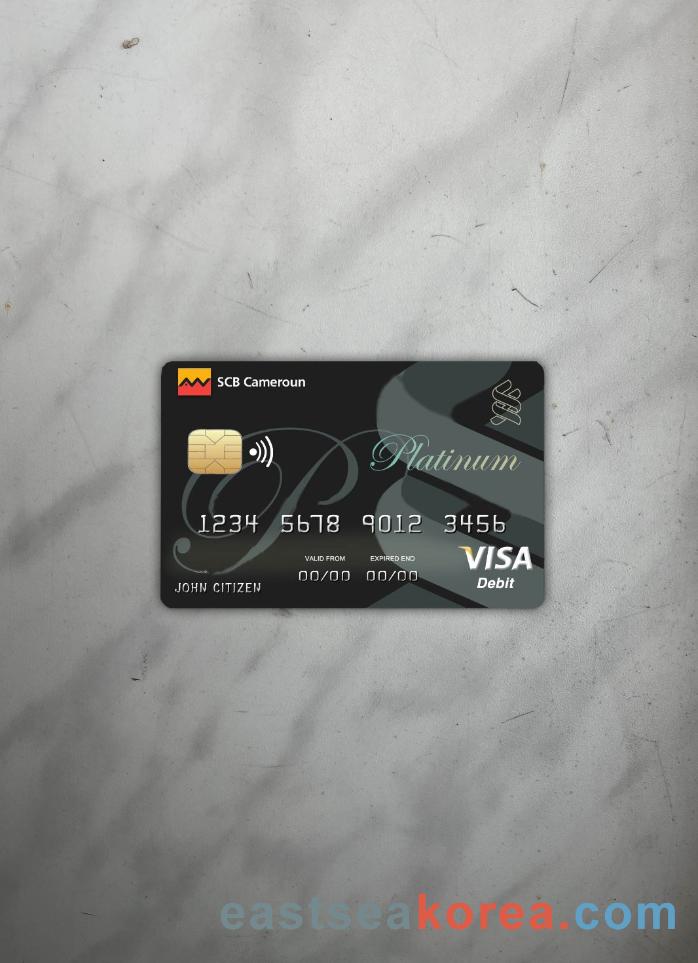 SCB Cameroun
Platinum
1234 5678 9012 3456
VALID FROM EXPIRED END
00/00 00/00
JOHN CITIZEN
VISA
Debit
eastseakorea.com